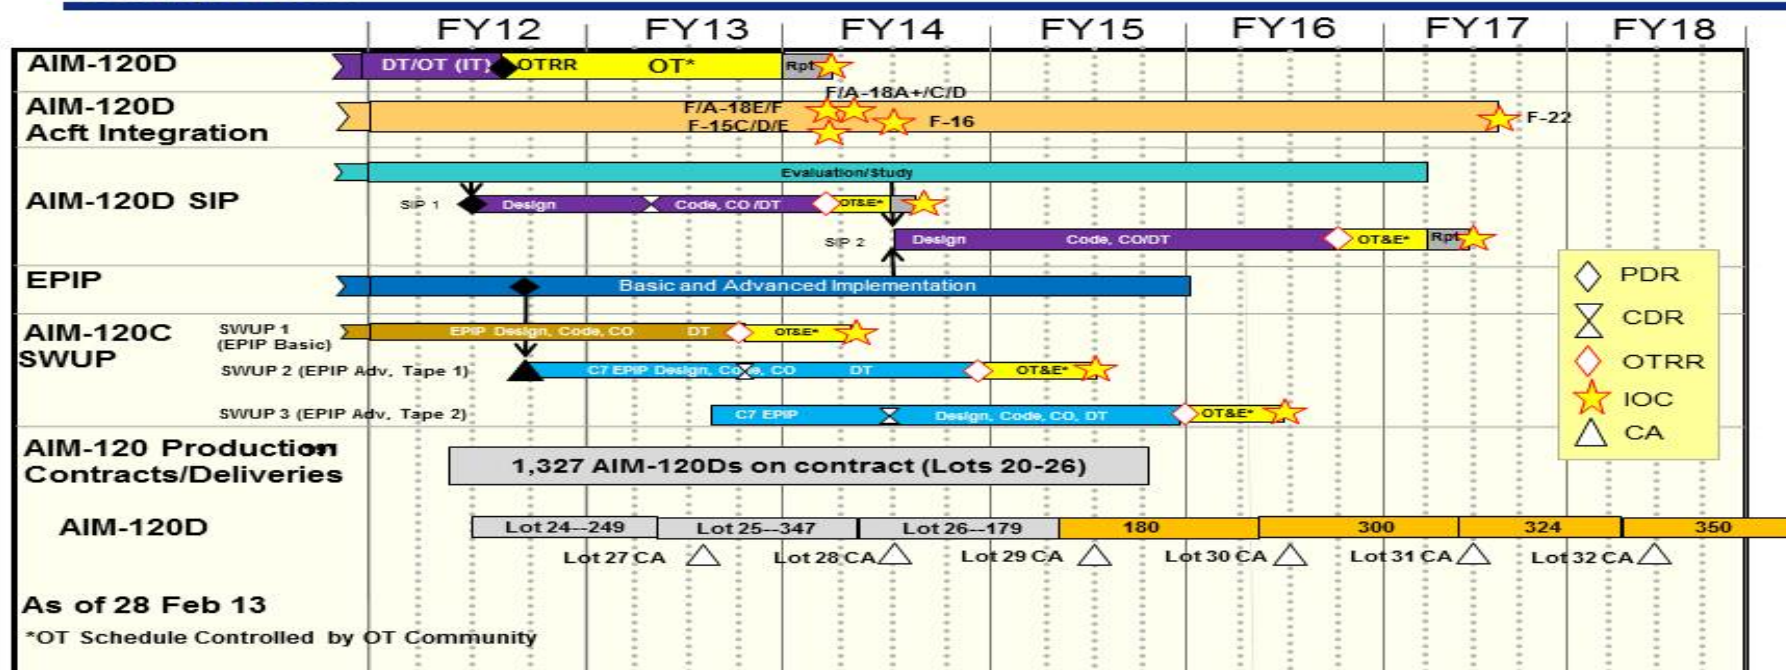 FY12 FY13 FY14 FY15 FY16 FY17 FY18
AIM-120D
DT/OT (IT) OTRR OT* Rpt
AIM-120D
Acft Integration
F/A-18A+/C/D
F/A-18E/F
F-15C/D/E
F-16
F-22
Evaluation/Study
AIM-120D SIP
SIP 1 Design Code, CO /DT OT&E*
SIP 2 Design Code, CO/DT OT&E* Rpt
EPIP
Basic and Advanced Implementation
AIM-120C
SWUP
SWUP 1
(EPIP Basic)
EPIP Design, Code, CO DT OT&E*
SWUP 2 (EPIP Adv, Tape 1)
C7 EPIP Design, Code, CO DT OT&E*
SWUP 3 (EPIP Adv, Tape 2)
C7 EPIP Design, Code, CO, DT OT&E*
PDR
CDR
OTRR
IOC
CA
AIM-120 Production
Contracts/Deliveries
1,327 AIM-120Ds on contract (Lots 20-26)
AIM-120D
Lot 24--249 Lot 25--347 Lot 26--179 180 300 324 350
Lot 27 CA Lot 28 CA Lot 29 CA Lot 30 CA Lot 31 CA Lot 32 CA
As of 28 Feb 13
*OT Schedule Controlled by OT Community